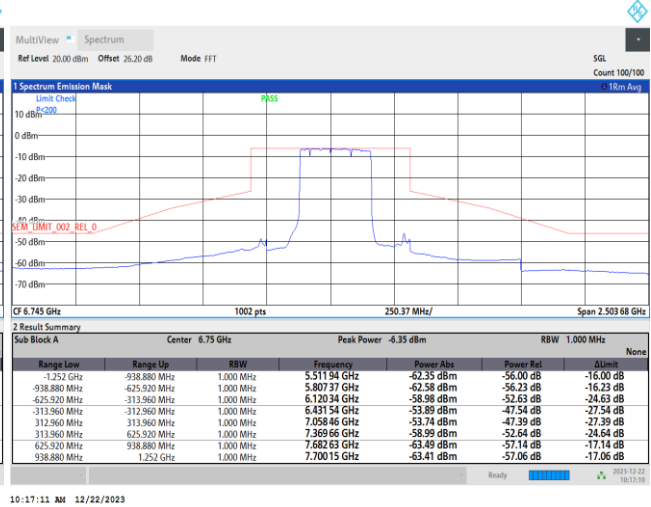 MultiView Spectrum
Ref Level 20.00 dBm Offset 26.20 dB Mode FFT SGL
Count 100/100
1 Spectrum Emission Mask 1Rm Avg
Limit Check PASS
P<200
10 dBm
0 dBm
-10 dBm
-20 dBm
-30 dBm
-40 dBm
SEM_LIMIT_002_REL_0
-50 dBm
-60 dBm
-70 dBm
CF 6.745 GHz 1002 pts 250.37 MHz/ Span 2.503 68 GHz
2 Result Summary
Sub Block A Center 6.75 GHz Peak Power -6.35 dBm RBW 1.000 MHz
None
Range Low Range Up RBW Frequency Power Abs Power Rel ΔLimit
-1.252 GHz -938.880 MHz 1.000 MHz 5.511 94 GHz -62.35 dBm -56.00 dB -16.00 dB
-938.880 MHz -625.920 MHz 1.000 MHz 5.807 37 GHz -62.58 dBm -56.23 dB -16.23 dB
-625.920 MHz -313.960 MHz 1.000 MHz 6.120 34 GHz -58.98 dBm -52.63 dB -24.63 dB
-313.960 MHz -312.960 MHz 1.000 MHz 6.431 54 GHz -53.89 dBm -47.54 dB -27.54 dB
312.960 MHz 313.960 MHz 1.000 MHz 7.058 46 GHz -53.74 dBm -47.39 dB -27.39 dB
313.960 MHz 625.920 MHz 1.000 MHz 7.369 66 GHz -58.99 dBm -52.64 dB -24.64 dB
625.920 MHz 938.880 MHz 1.000 MHz 7.682 63 GHz -63.49 dBm -57.14 dB -17.14 dB
938.880 MHz 1.252 GHz 1.000 MHz 7.700 15 GHz -63.41 dBm -57.06 dB -17.06 dB
Ready 2023-12-22
10:17:10
10:17:11 AM 12/22/2023